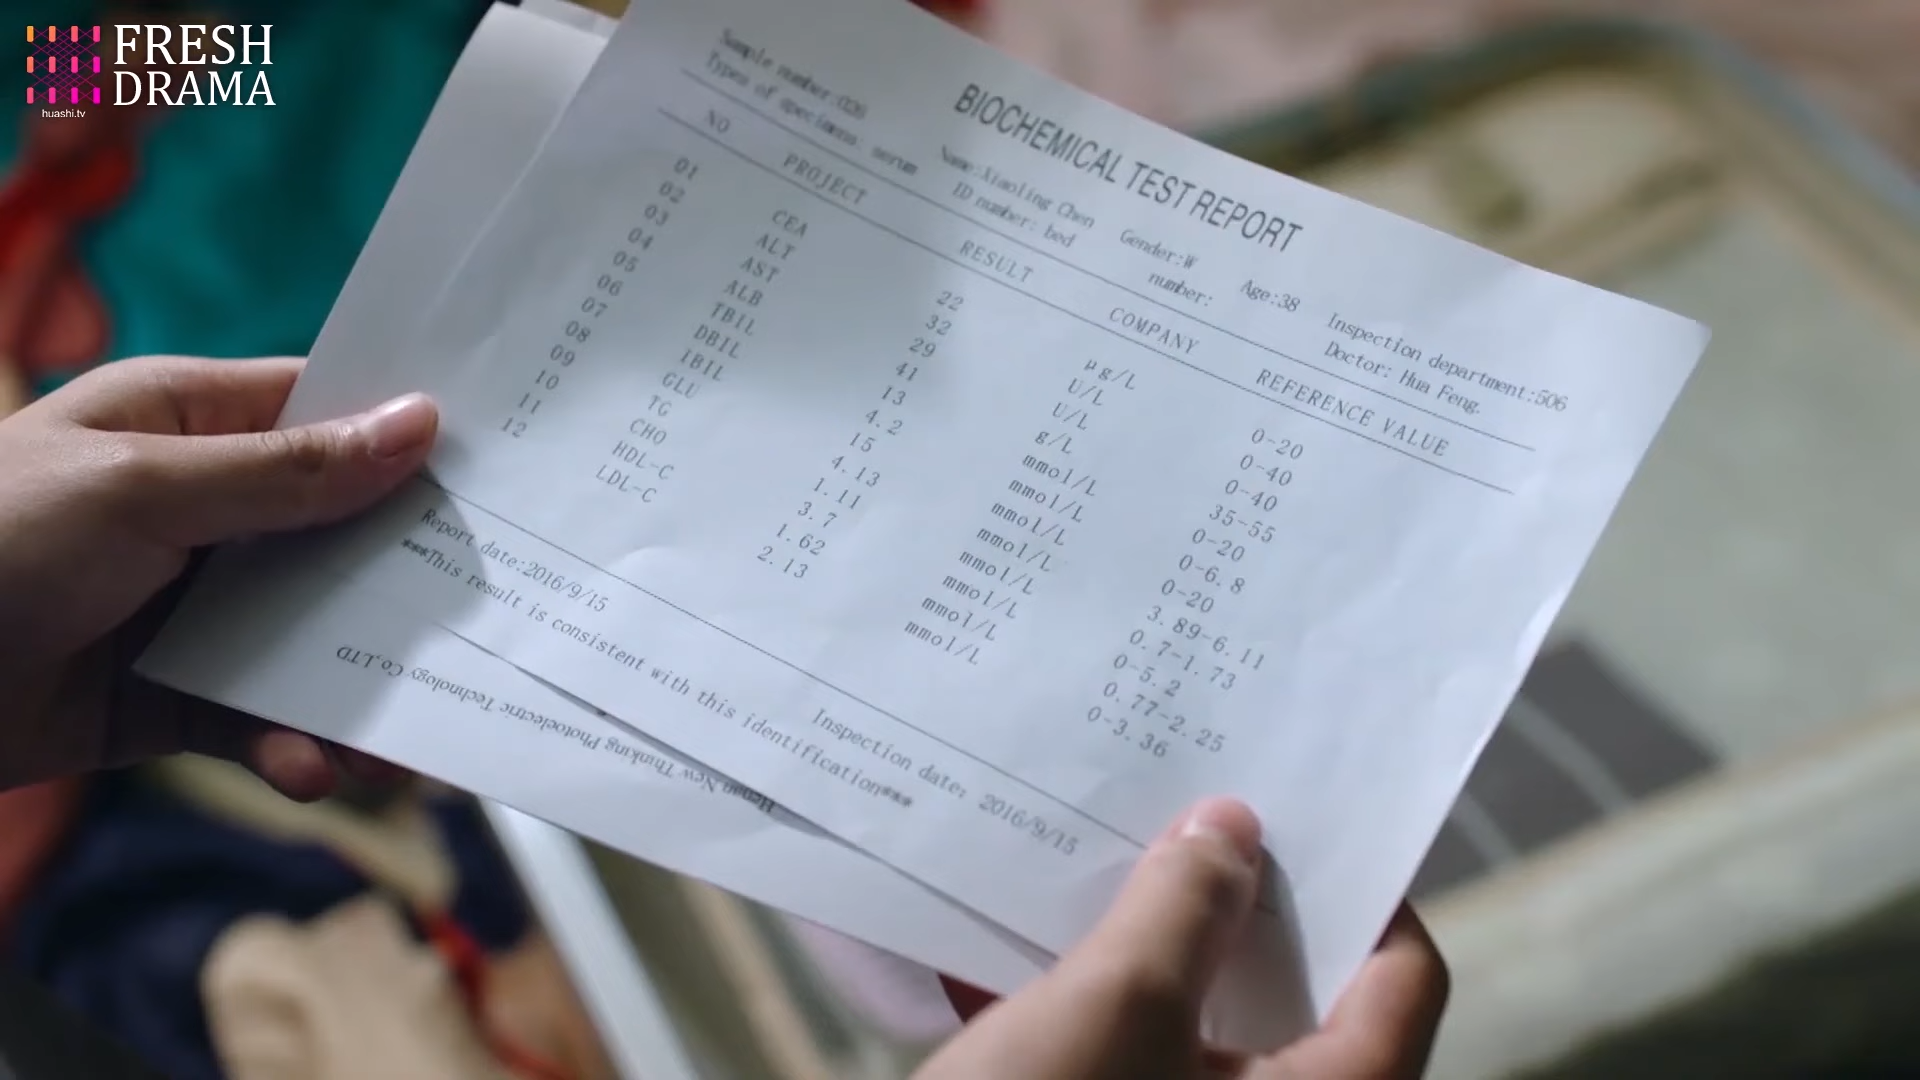 FRESH
DRAMA
huashi.tv
BIOCHEMICAL TEST REPORT
Sample number:
Name:Xiaoling Chen Gender:W Age:38 Inspection department:506
Types of specimens: serum ID number: bed number: Doctor: Hua Feng.
NO PROJECT RESULT COMPANY REFERENCE VALUE
01 CEA 22 μg/L 0-20
02 ALT 32 U/L 0-40
03 AST 29 U/L 0-40
04 ALB 41 g/L 35-55
05 TBIL 13 mmol/L 0-20
06 DBIL 4.2 mmol/L 0-6.8
07 IBIL 15 mmol/L 0-20
08 GLU 4.13 mmol/L 3.89-6.11
09 TG 1.11 mmol/L 0.7-1.73
10 CHO 3.7 mmol/L 0-5.2
11 HDL-C 1.62 mmol/L 0.77-2.25
12 LDL-C 2.13 mmol/L 0-3.36
Report date:2016/9/15 Inspection date: 2016/9/15
***This result is consistent with this identification***
Henan New Thinking Photoelectric Technology Co.,LTD